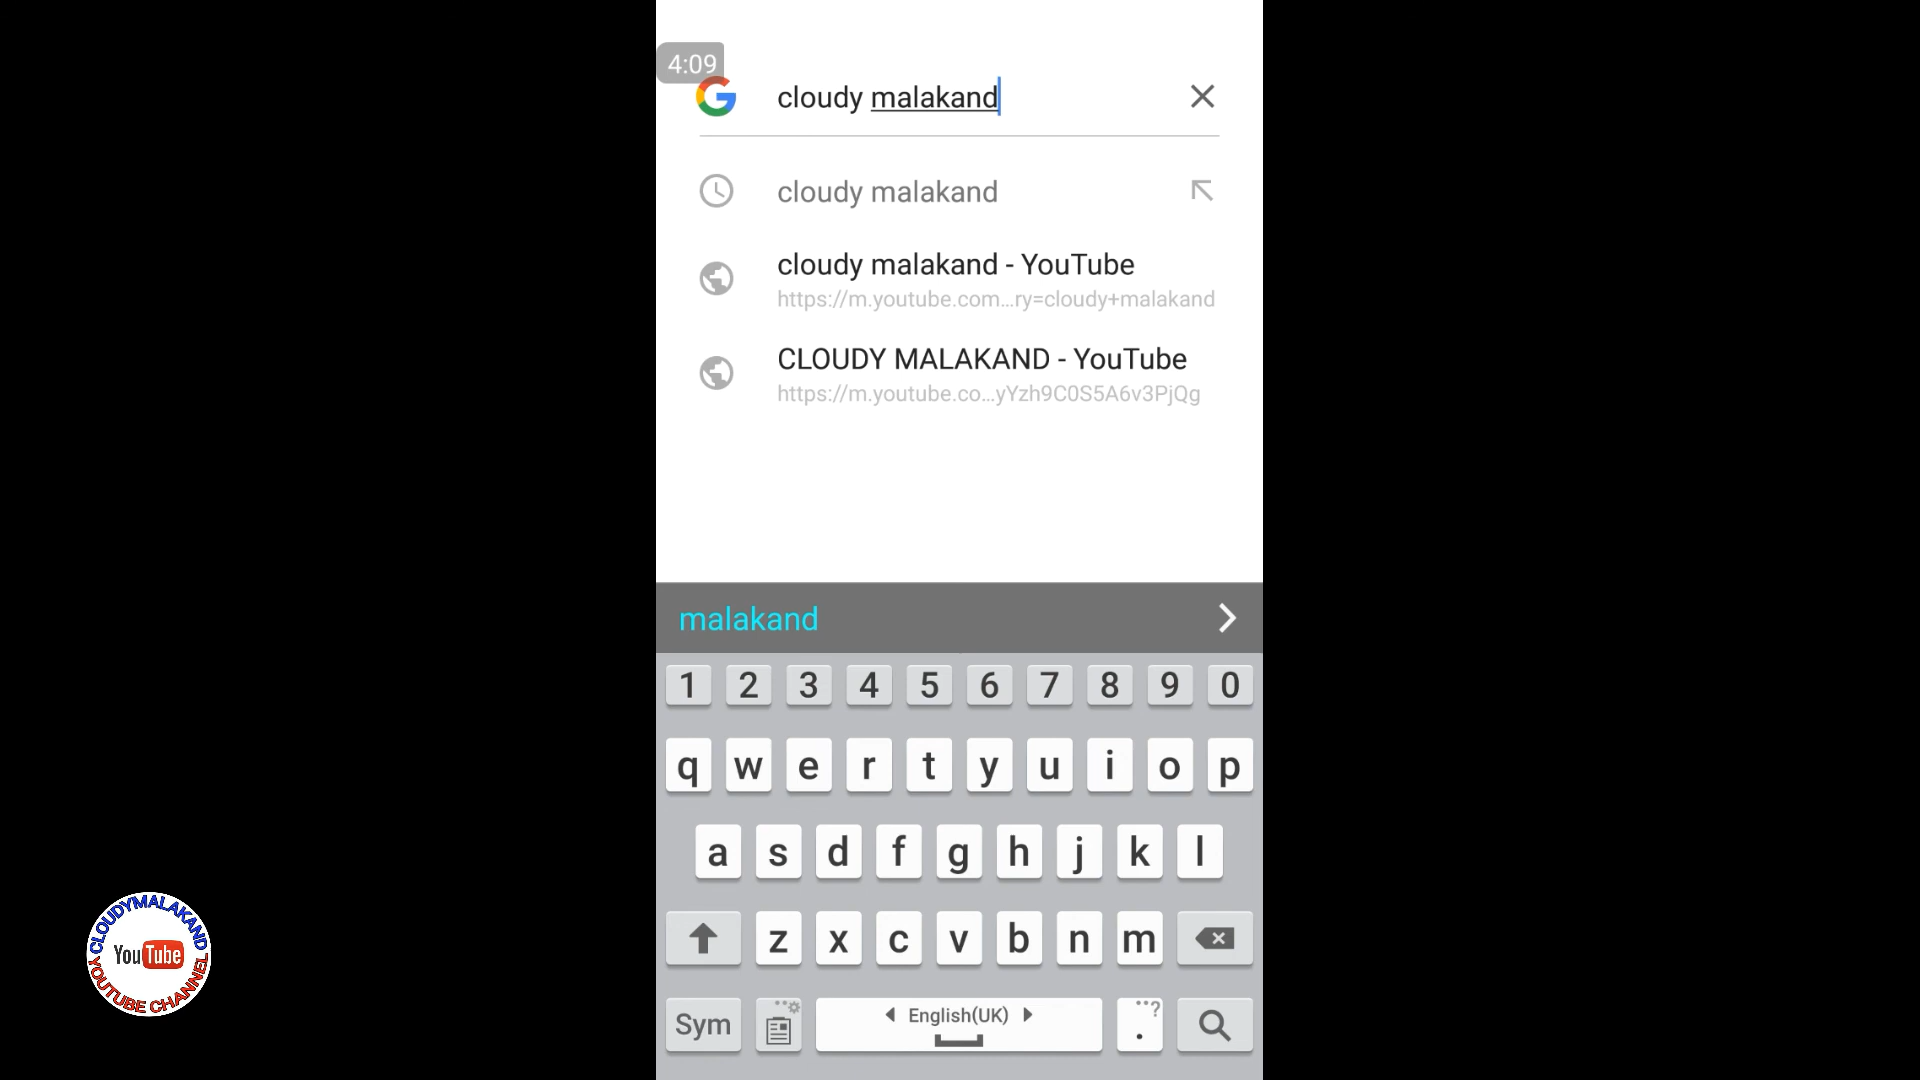 4:09
cloudy malakand
cloudy malakand
cloudy malakand - YouTube
https://m.youtube.com...ry=cloudy+malakand
CLOUDY MALAKAND - YouTube
https://m.youtube.co...yYzh9C0S5A6v3PjQg
malakand
1 2 3 4 5 6 7 8 9 0
q w e r t y u i o p
a s d f g h j k l
z x c v b n m
Sym English(UK) . ?
CLOUDYMALAKAND
YouTube
YOUTUBE CHANNEL